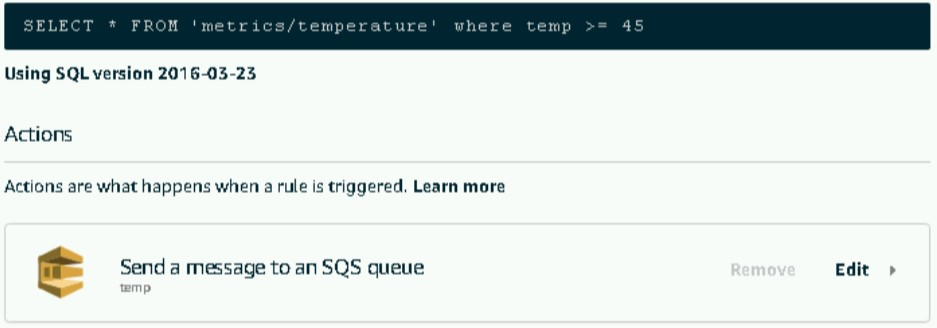 SELECT * FROM 'metrics/temperature' where temp >= 45
Using SQL version 2016-03-23
Actions
Actions are what happens when a rule is triggered. Learn more
Send a message to an SQS queue
temp
Remove Edit